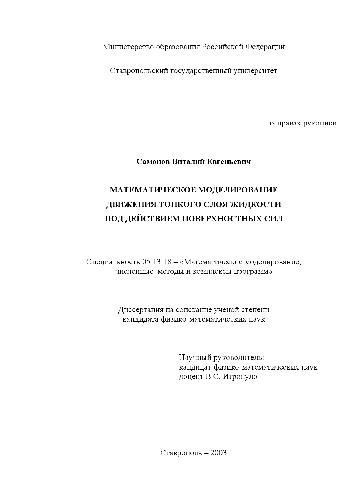 Министерство образования Российской Федерации
Ставропольский государственный университет
на правах рукописи
Самонов Виталий Евгеньевич
МАТЕМАТИЧЕСКОЕ МОДЕЛИРОВАНИЕ
ДВИЖЕНИЯ ТОНКОГО СЛОЯ ЖИДКОСТИ
ПОД ДЕЙСТВИЕМ ПОВЕРХНОСТНЫХ СИЛ
Специальность 05.13.18 – «Математическое моделирование,
численные методы и комплексы программ»
Диссертация на соискание ученой степени
кандидата физико-математических наук
Научный руководитель:
кандидат физико-математических наук
доцент В.С.
Ставрополь – 2003